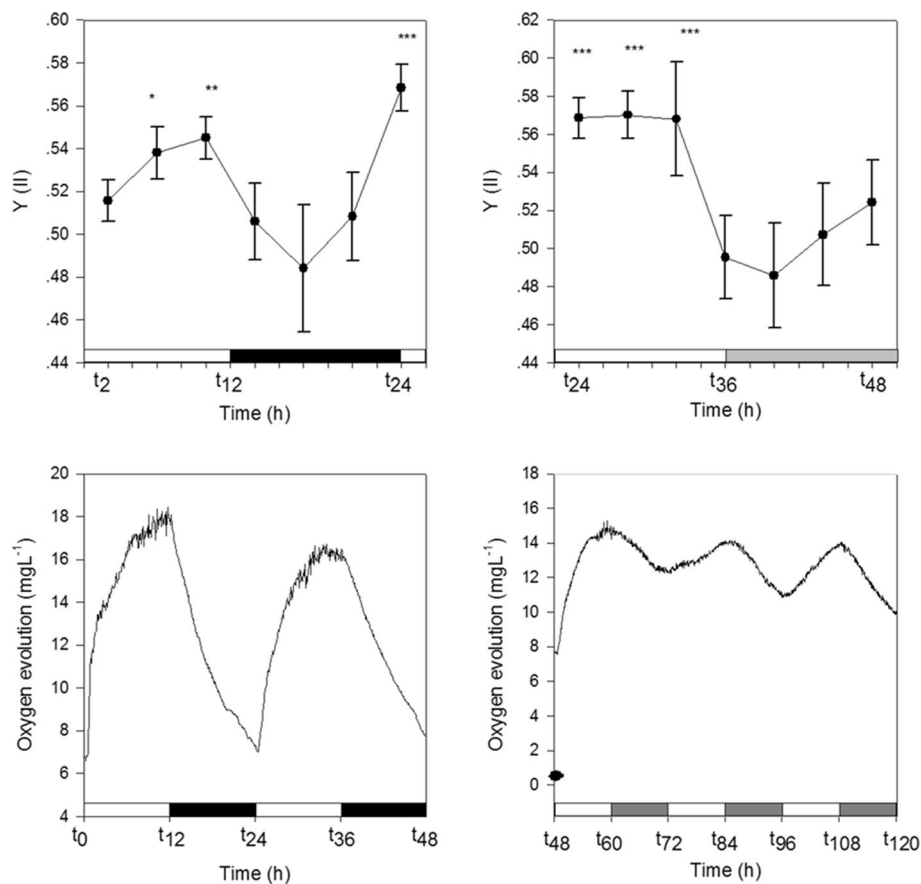 .60
.58
.56
.54
.52
.50
.48
.46
.44
Y (II)
* ** ***
t2 t12 t24
Time (h)
.62
.60
.58
.56
.54
.52
.50
.48
.46
.44
Y (II)
*** *** ***
t24 t36 t48
Time (h)
20
18
16
14
12
10
8
6
4
Oxygen evolution (mgL-1)
t0 t12 t24 t36 t48
Time (h)
18
16
14
12
10
8
6
4
2
0
Oxygen evolution (mgL-1)
t48 t60 t72 t84 t96 t108 t120
Time (h)